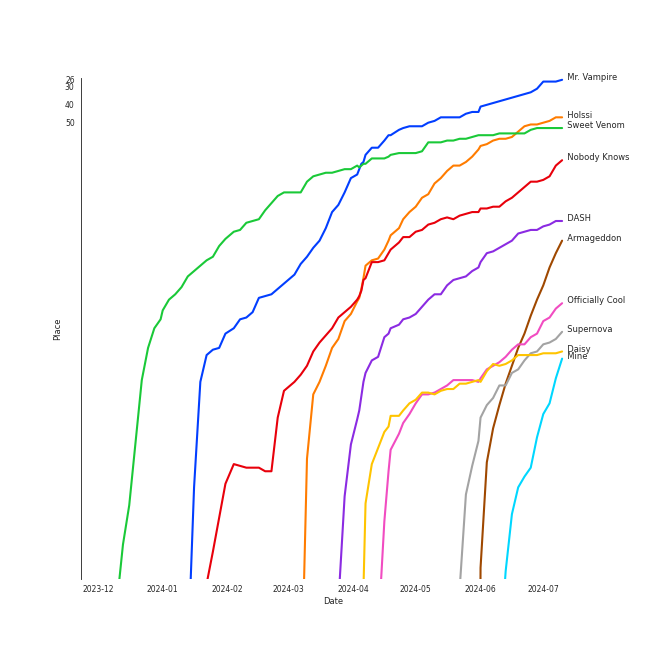 26
30
40
50
Mr. Vampire
Holssi
Sweet Venom
Nobody Knows
DASH
Armageddon
Officially Cool
Supernova
Daisy
Mine
Place
2023-12 2024-01 2024-02 2024-03 2024-04 2024-05 2024-06 2024-07
Date